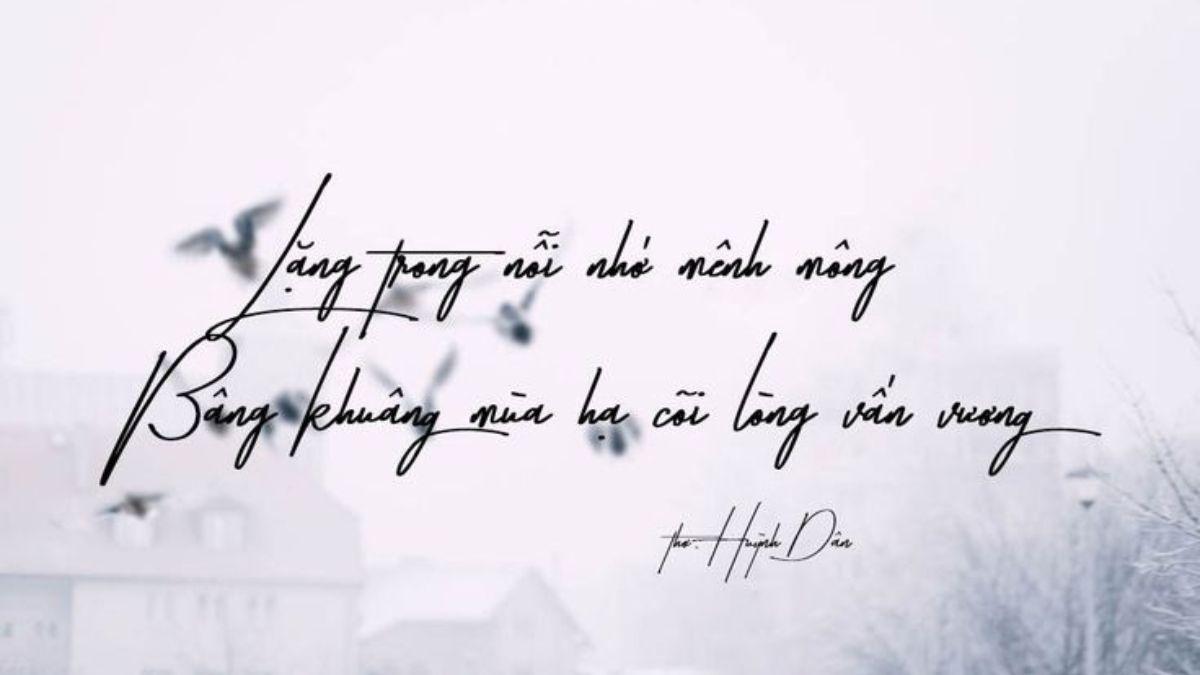 Lặng trong nỗi nhớ mênh mông
Bâng khuâng mùa hạ cõi lòng vấn vương
thơ: Huỳnh Dân